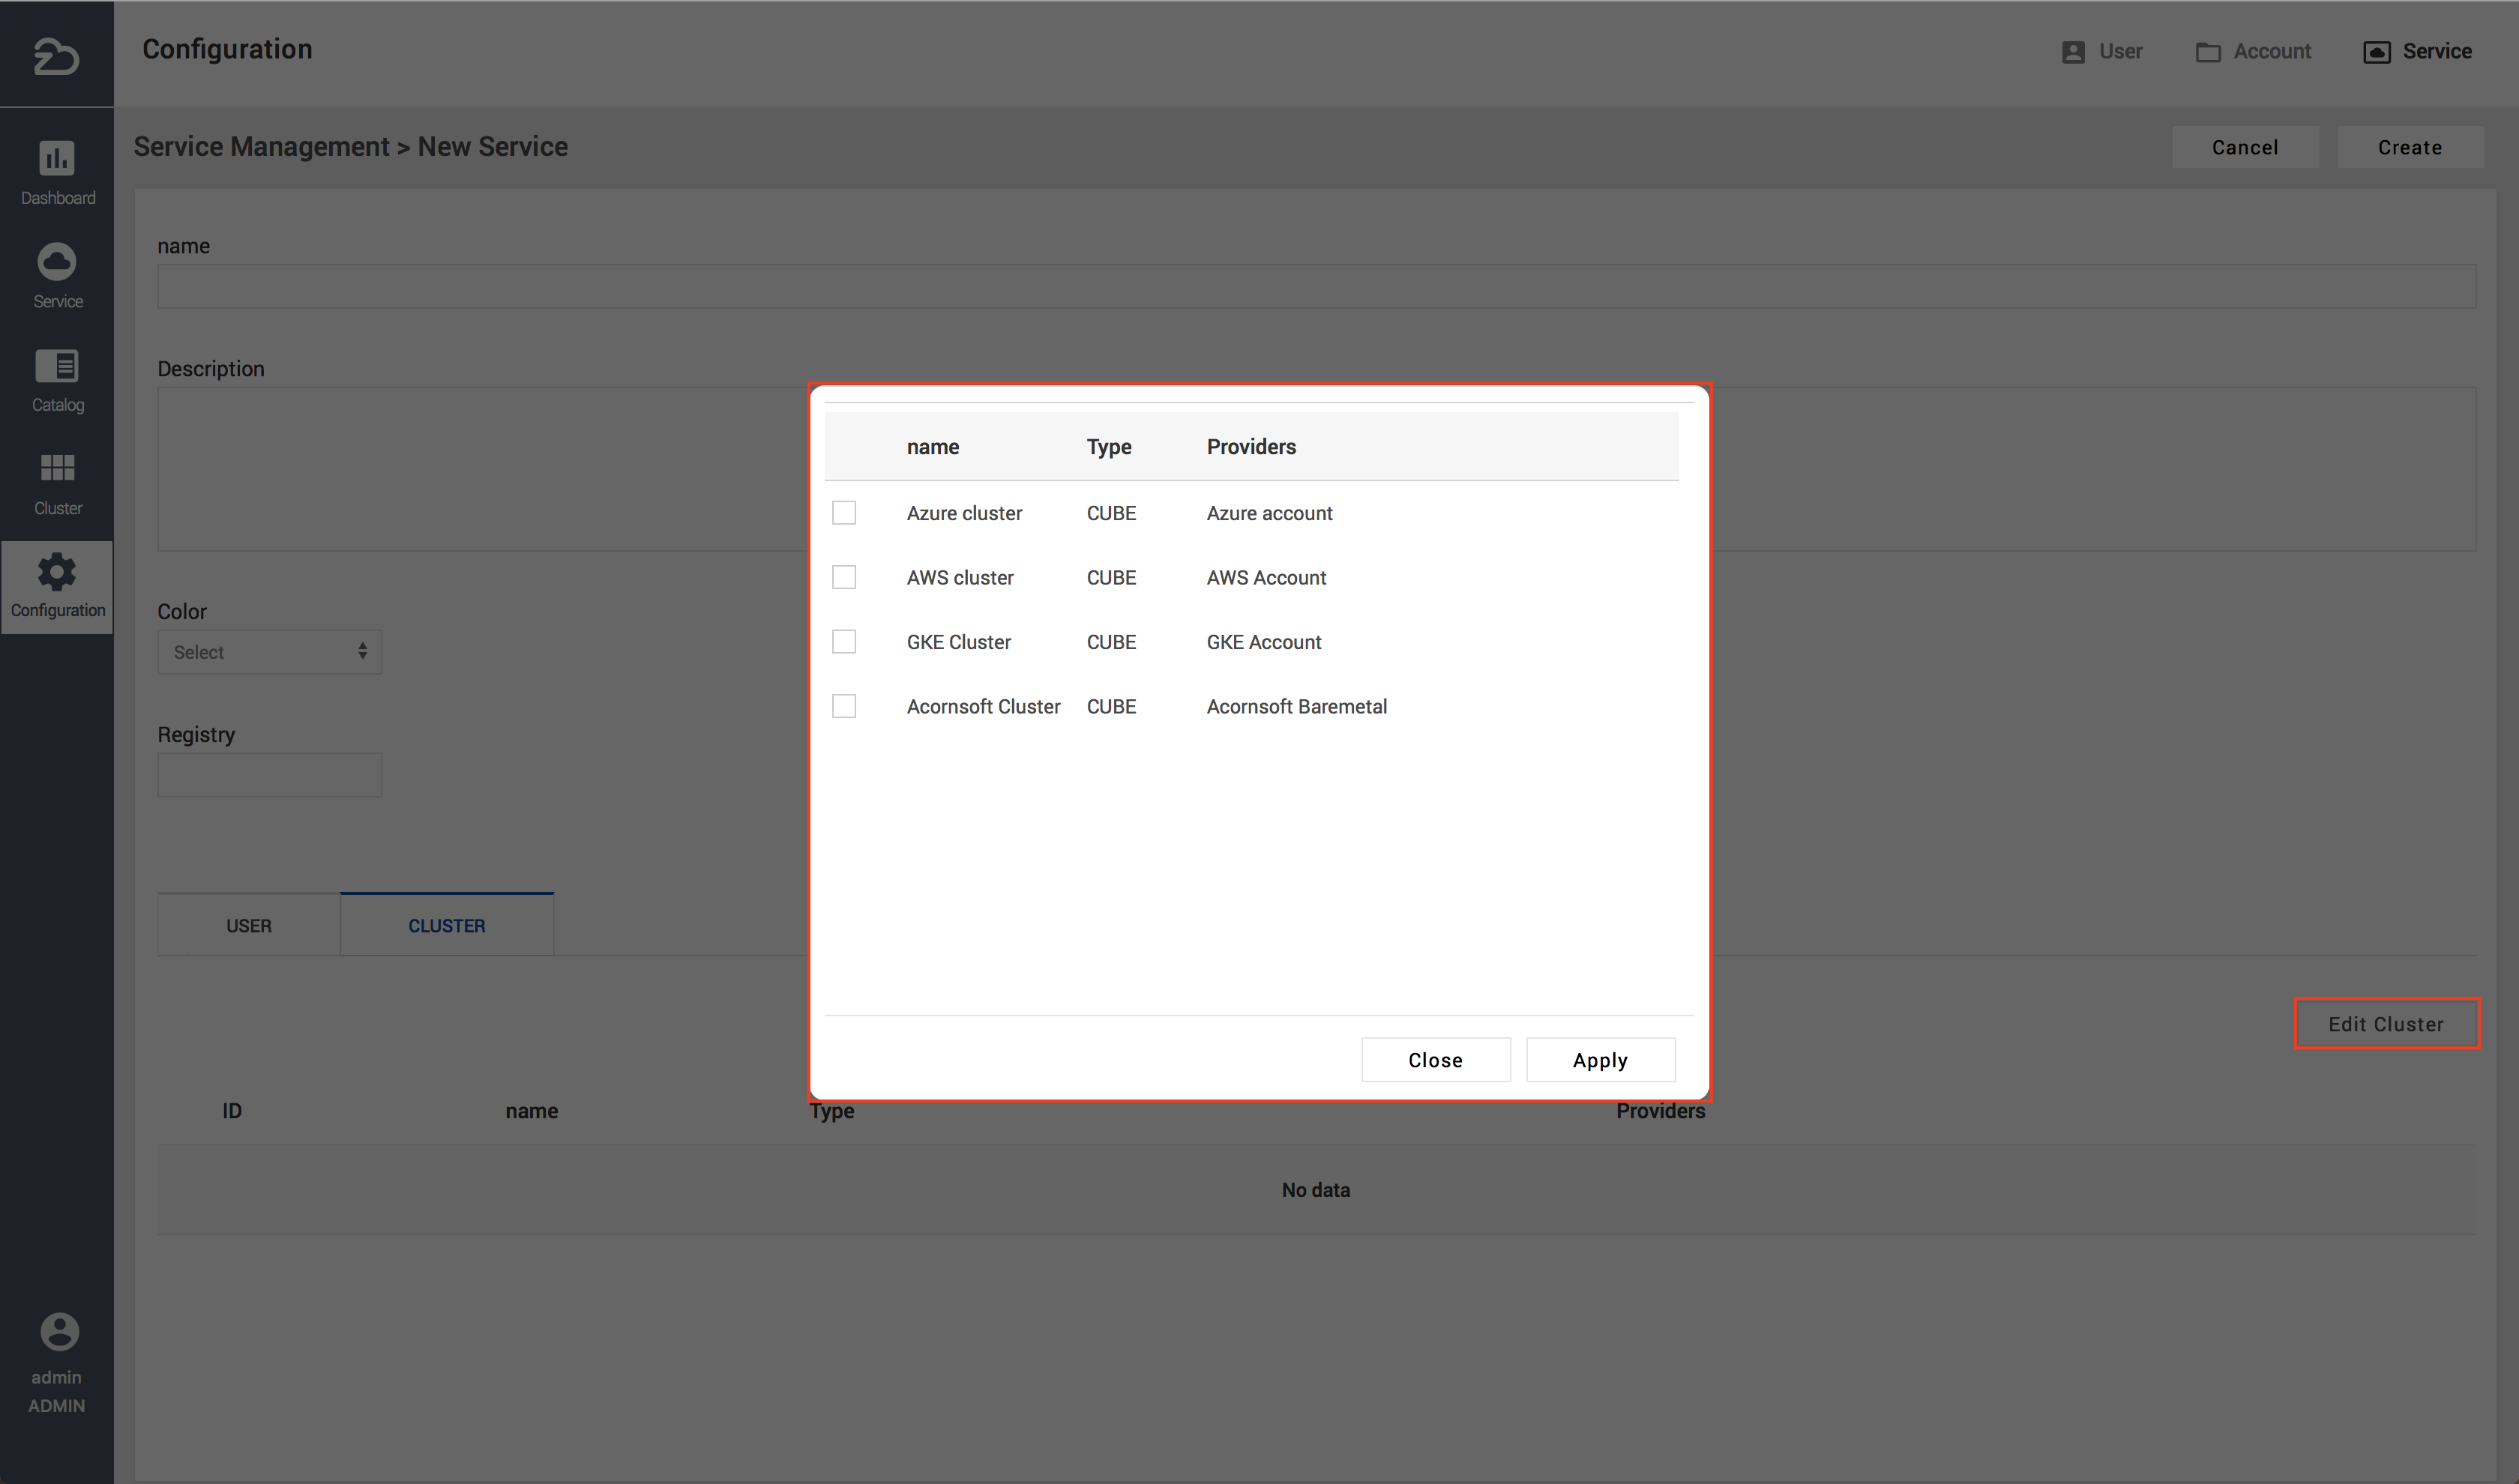 Configuration
User
Account
Service
Dashboard
Service
Catalog
Cluster
Configuration
admin
ADMIN
Service Management > New Service
Cancel
Create
name
Description
Color
Select
Registry
USER
CLUSTER
Edit Cluster
ID name Type Providers
No data
name Type Providers
Azure cluster CUBE Azure account
AWS cluster CUBE AWS Account
GKE Cluster CUBE GKE Account
Acornsoft Cluster CUBE Acornsoft Baremetal
Close
Apply